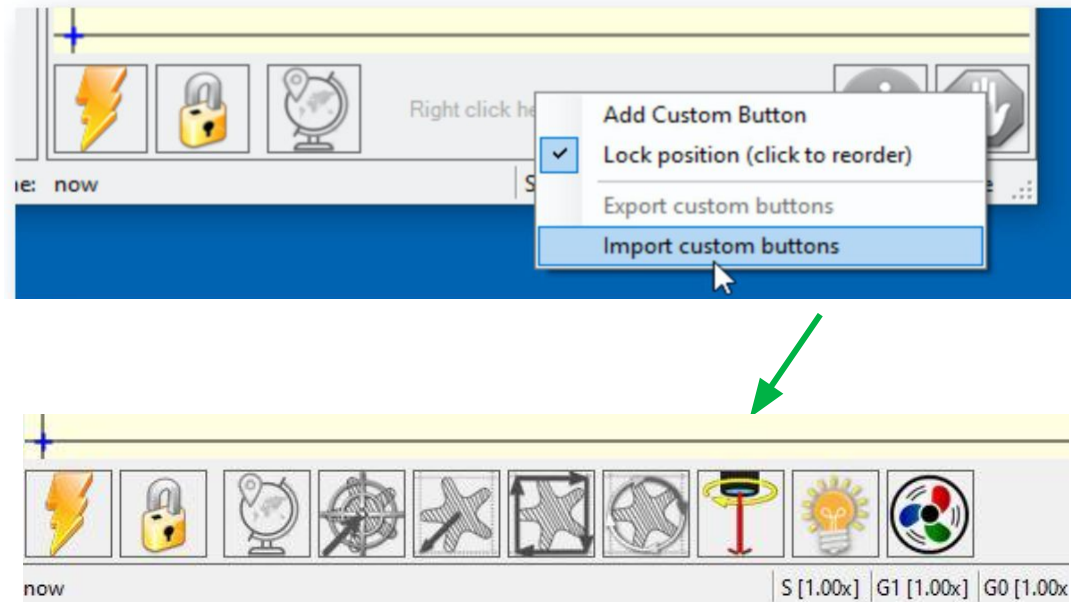 Right click he
Add Custom Button
Lock position (click to reorder)
Export custom buttons
Import custom buttons
now
S
now
S [1.00x] G1 [1.00x] G0 [1.00x